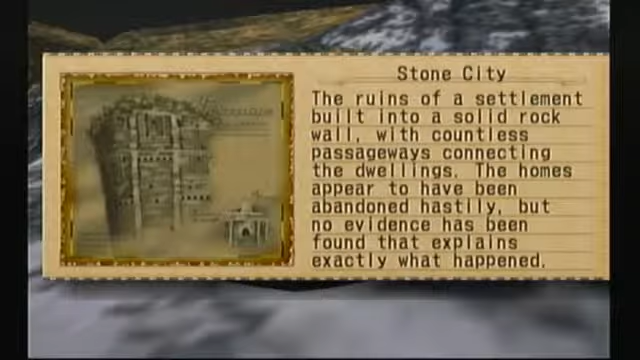 Stone City
The ruins of a settlement
built into a solid rock
wall, with countless
passageways connecting
the dwellings. The homes
appear to have been
abandoned hastily, but
no evidence has been
found that explains
exactly what happened.